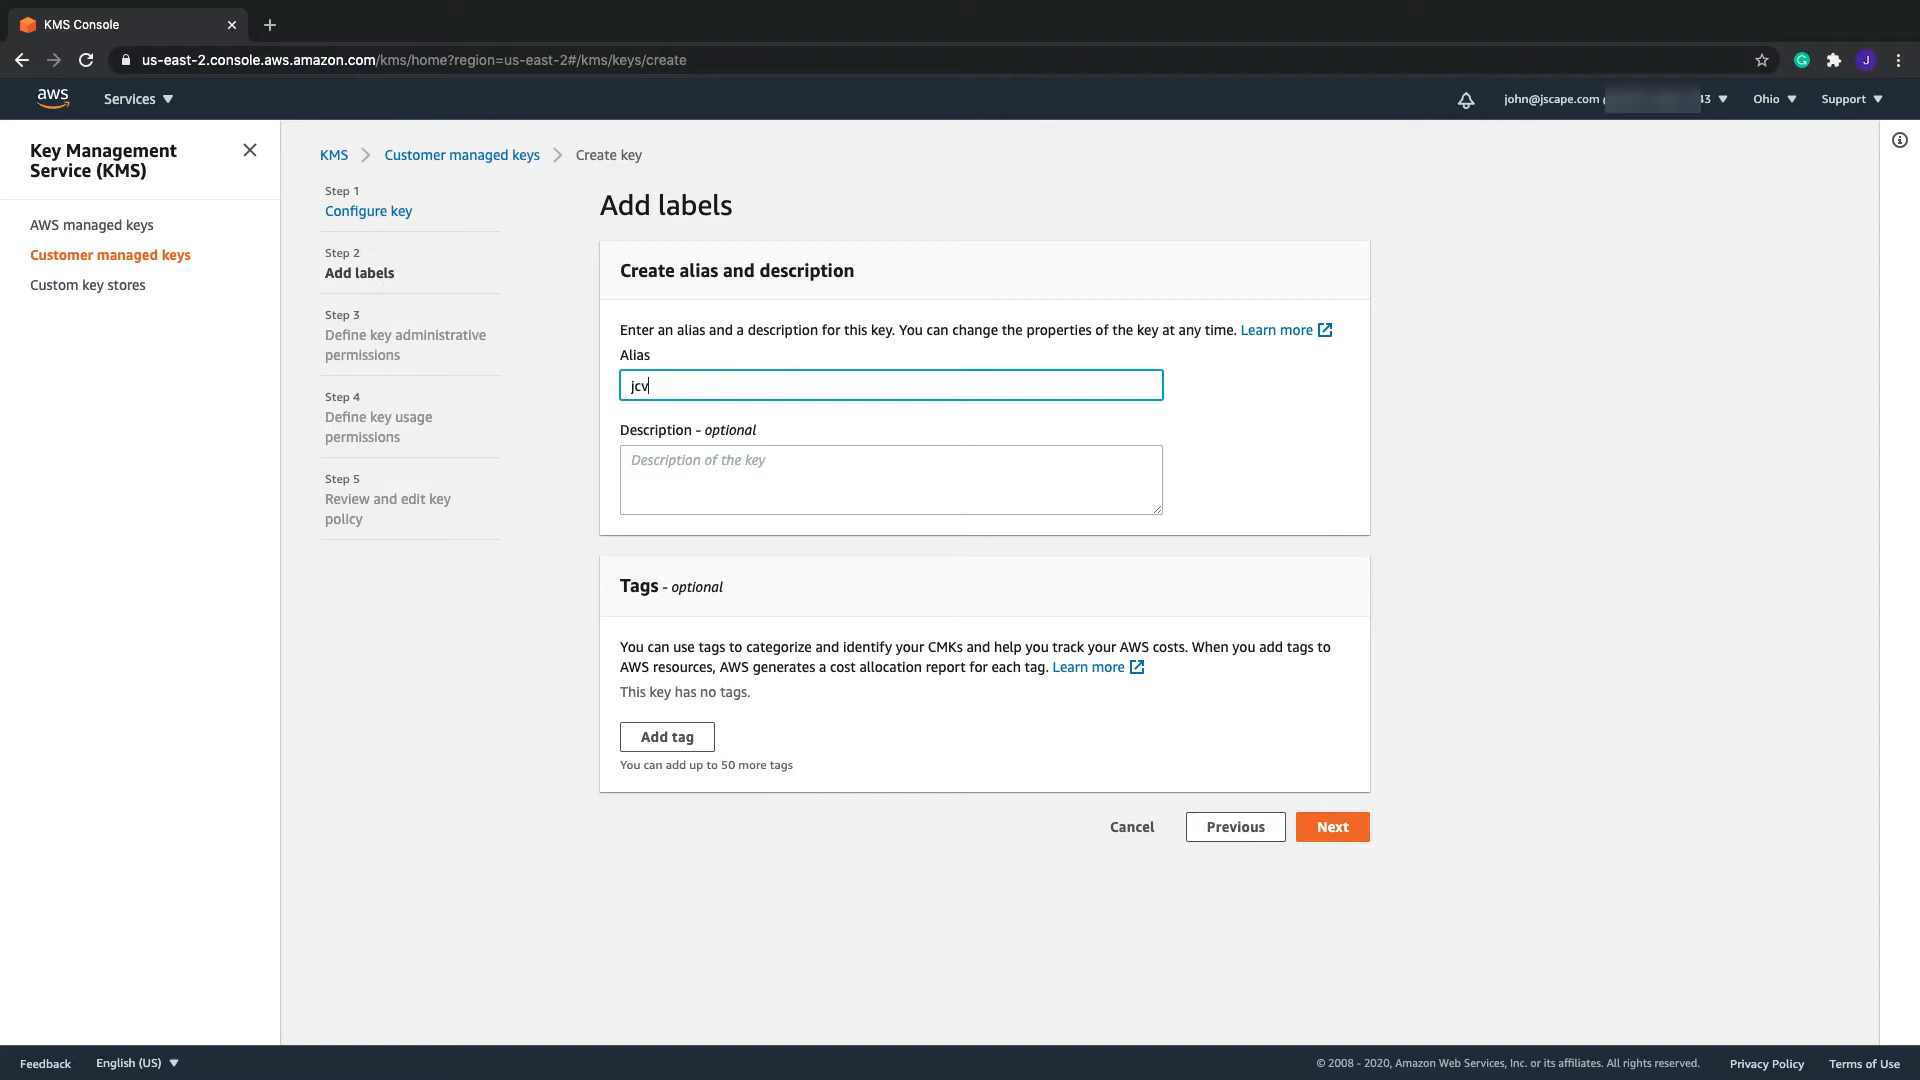 KMS Console
us-east-2.console.aws.amazon.com/kms/home?region=us-east-2#/kms/keys/create
J
aws
Services
john@jscape.com
43
Ohio
Support
Key Management
Service (KMS)
AWS managed keys
Customer managed keys
Custom key stores
KMS
Customer managed keys
Create key
Step 1
Configure key
Step 2
Add labels
Step 3
Define key administrative
permissions
Step 4
Define key usage
permissions
Step 5
Review and edit key
policy
Add labels
Create alias and description
Enter an alias and a description for this key. You can change the properties of the key at any time. Learn more
Alias
jcv
Description - optional
Description of the key
Tags - optional
You can use tags to categorize and identify your CMKs and help you track your AWS costs. When you add tags to
AWS resources, AWS generates a cost allocation report for each tag. Learn more
This key has no tags.
Add tag
You can add up to 50 more tags
Cancel
Previous
Next
Feedback
English (US)
© 2008 - 2020, Amazon Web Services, Inc. or its affiliates. All rights reserved.
Privacy Policy
Terms of Use